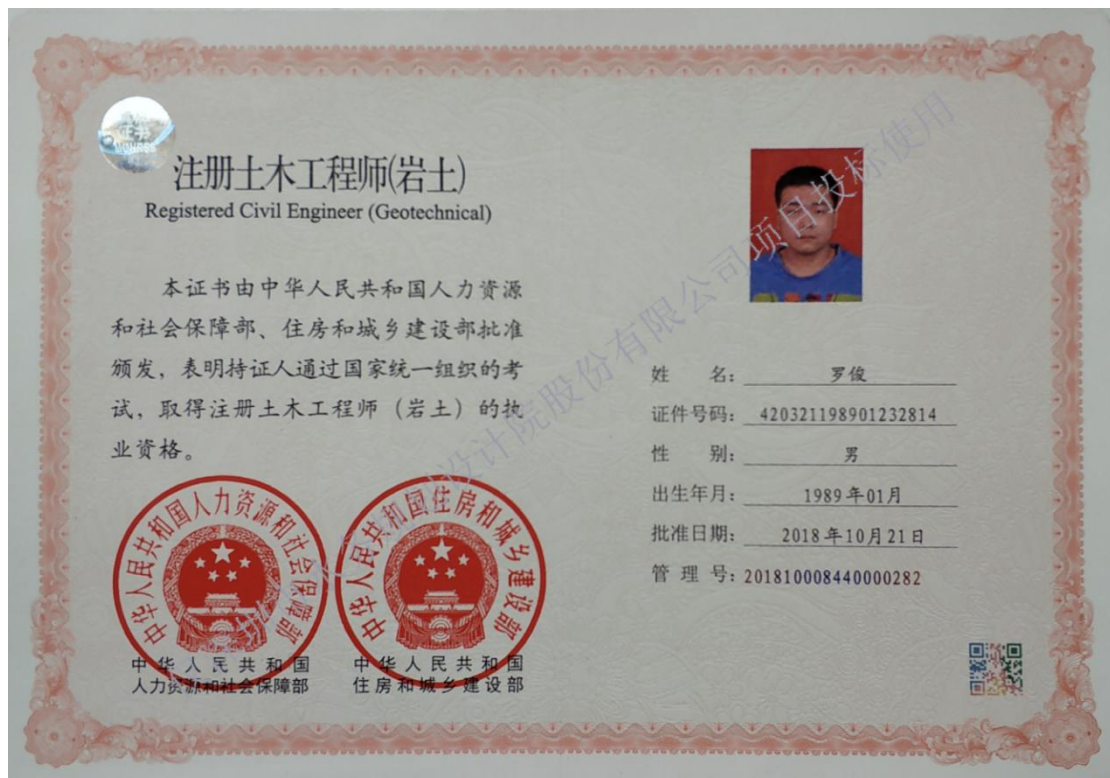 注册土木工程师(岩土)
Registered Civil Engineer (Geotechnical)
本证书由中华人民共和国人力资源
和社会保障部、住房和城乡建设部批准
颁发，表明持证人通过国家统一组织的考
试，取得注册土木工程师（岩土）的执
业资格。
中华人民共和国人力资源和社会保障部
中华人民共和国住房和城乡建设部
中华人民共和国
人力资源和社会保障部
中华人民共和国
住房和城乡建设部
姓 名：罗俊
证件号码：420321198901232814
性 别：男
出生年月：1989年01月
批准日期：2018年10月21日
管 理 号：201810008440000282
设计院股份有限公司项目投标使用